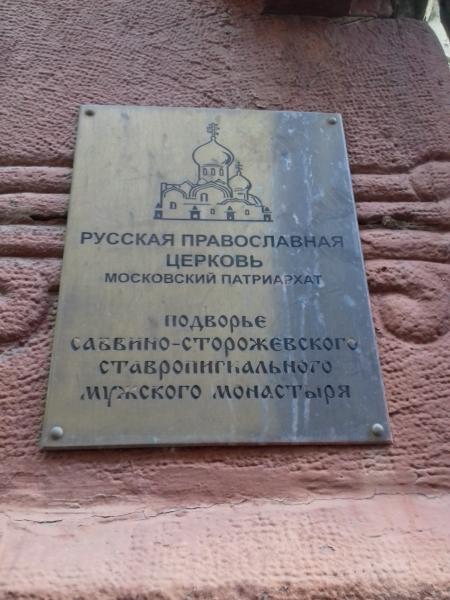 РУССКАЯ ПРАВОСЛАВНАЯ
ЦЕРКОВЬ
МОСКОВСКИЙ ПАТРИАРХАТ
ПОДВОРЬЕ
САВВИНО-СТОРОЖЕВСКОГО
СТАВРОПИГИАЛЬНОГО
МУЖСКОГО МОНАСТЫРЯ